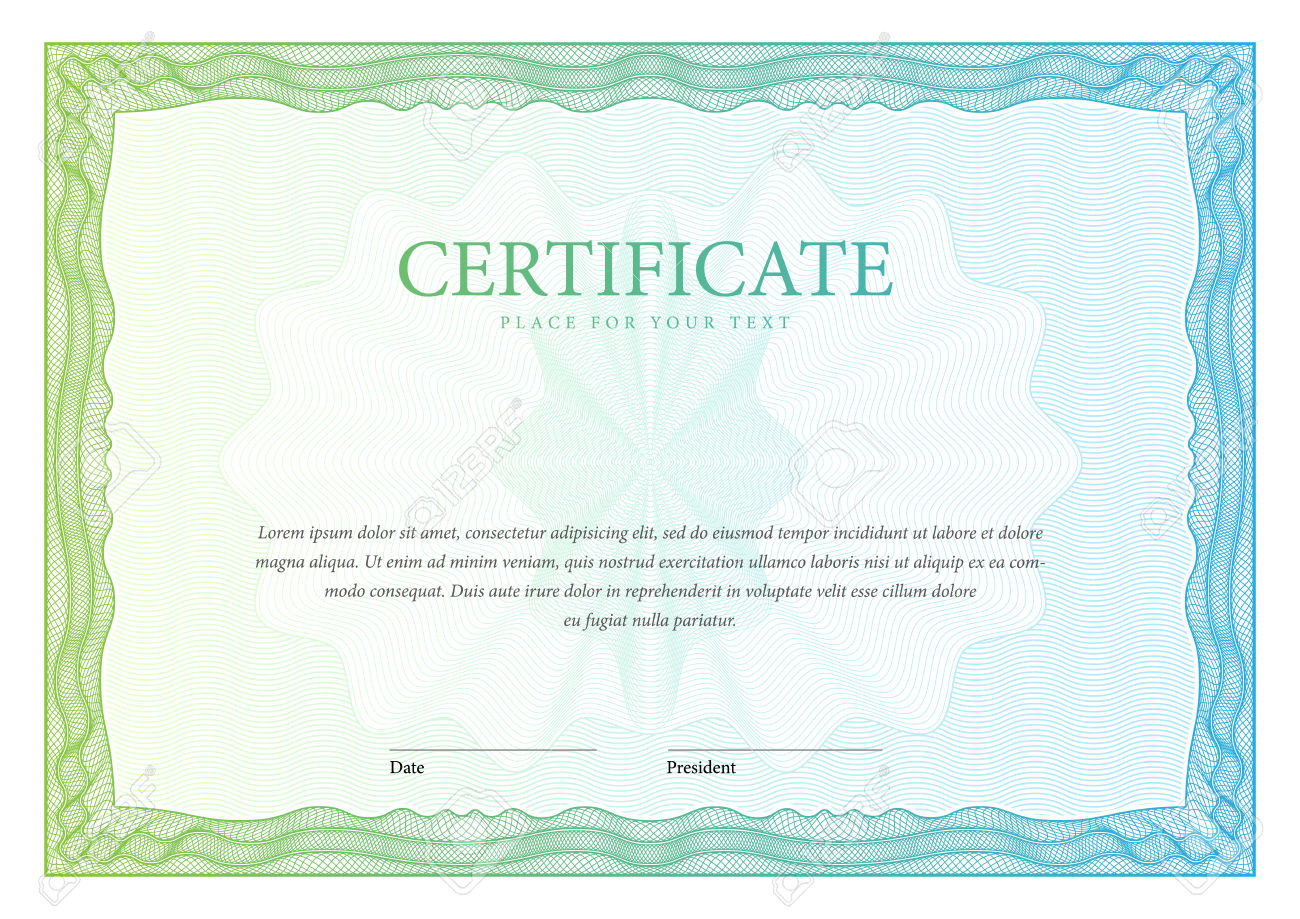 CERTIFICATE
PLACE FOR YOUR TEXT
123RF
Lorem ipsum dolor sit amet, consectetur adipisicing elit, sed do eiusmod tempor incididunt ut labore et dolore
magna aliqua. Ut enim ad minim veniam, quis nostrud exercitation ullamco laboris nisi ut aliquip ex ea com-
modo consequat. Duis aute irure dolor in reprehenderit in voluptate velit esse cillum dolore
eu fugiat nulla pariatur.
Date
President